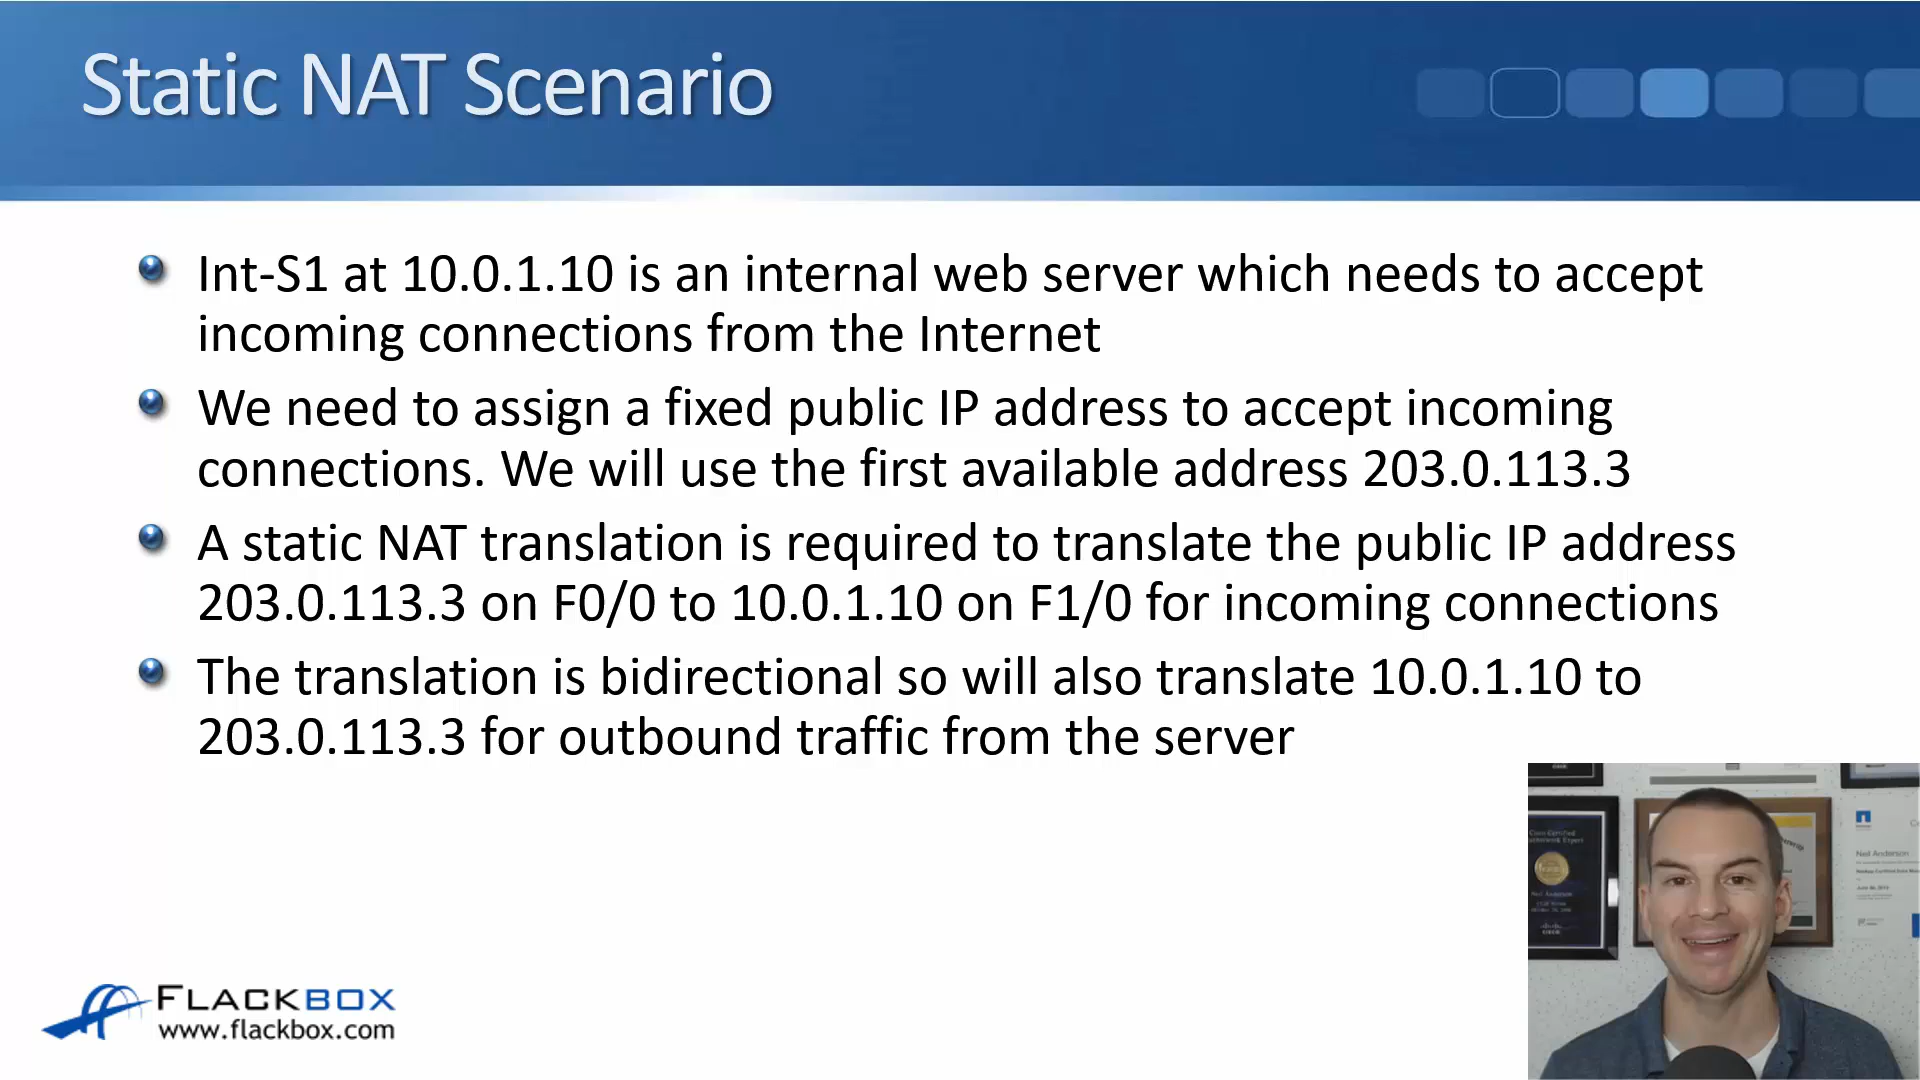 Static NAT Scenario
Int-S1 at 10.0.1.10 is an internal web server which needs to accept
incoming connections from the Internet
We need to assign a fixed public IP address to accept incoming
connections. We will use the first available address 203.0.113.3
A static NAT translation is required to translate the public IP address
203.0.113.3 on F0/0 to 10.0.1.10 on F1/0 for incoming connections
The translation is bidirectional so will also translate 10.0.1.10 to
203.0.113.3 for outbound traffic from the server
FLACKBOX
www.flackbox.com
Neil Anderson